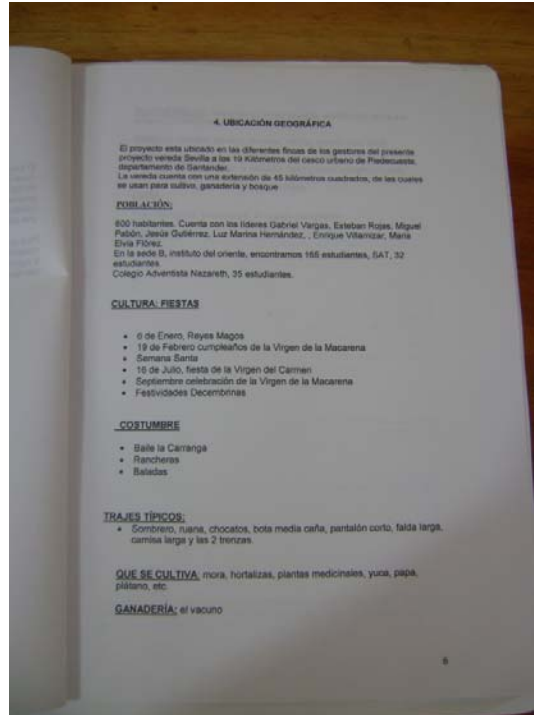 4. UBICACIÓN GEOGRÁFICA
El proyecto esta ubicado en las diferentes fincas de los gestores del presente
proyecto vereda Sevilla a los 19 Kilómetros del casco urbano de Piedecuesta,
departamento de Santander.
La vereda cuenta con una extensión de 45 kilómetros cuadrados, de las cuales
se usan para cultivo, ganadería y bosque
POBLACIÓN:
600 habitantes. Cuenta con los líderes Gabriel Vargas, Esteban Rojas, Miguel
Pabón, Jesús Gutiérrez, Luz Marina Hernández, , Enrique Villamizar, Maria
Elvia Flórez.
En la sede B, instituto del oriente, encontramos 166 estudiantes, SAT, 32
estudiantes.
Colegio Adventista Nazareth, 35 estudiantes.
CULTURA: FIESTAS
• 6 de Enero, Reyes Magos
• 19 de Febrero cumpleaños de la Virgen de la Macarena
• Semana Santa
• 16 de Julio, fiesta de la Virgen del Carmen
• Septiembre celebración de la Virgen de la Macarena
• Festividades Decembrinas
COSTUMBRE
• Baile la Carranga
• Rancheras
• Baladas
TRAJES TÍPICOS:
• Sombrero, ruana, chocatos, bota media caña, pantalón corto, falda larga,
camisa larga y las 2 trenzas.
QUE SE CULTIVA: mora, hortalizas, plantas medicinales, yuca, papa,
plátano, etc.
GANADERÍA: el vacuno